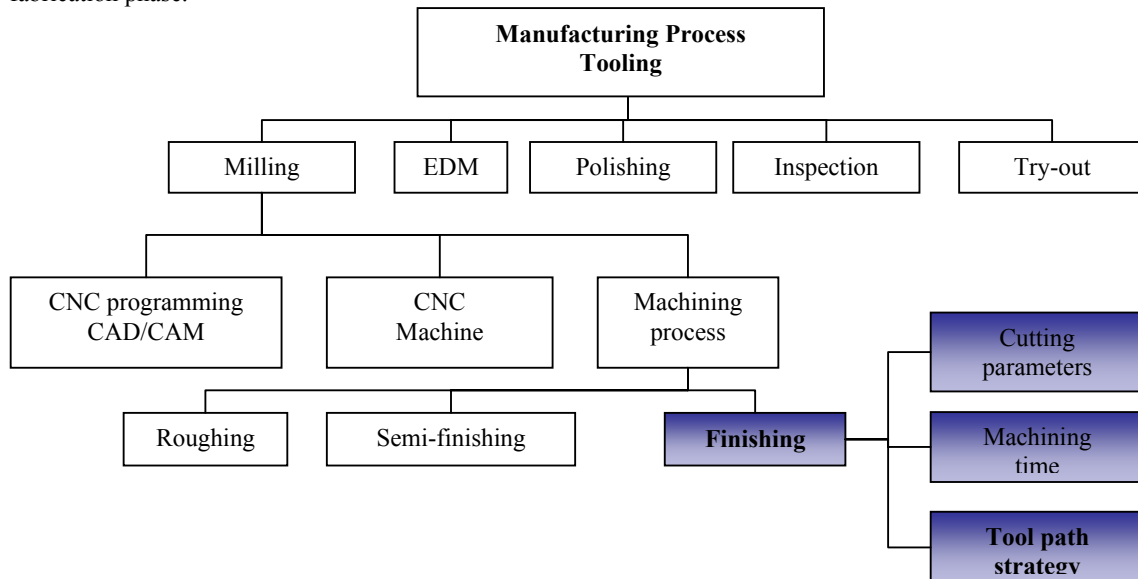 fabrication phase.
Manufacturing Process
Tooling
Milling
EDM
Polishing
Inspection
Try-out
CNC programming
CAD/CAM
CNC
Machine
Machining
process
Cutting
parameters
Roughing
Semi-finishing
Finishing
Machining
time
Tool path
strategy